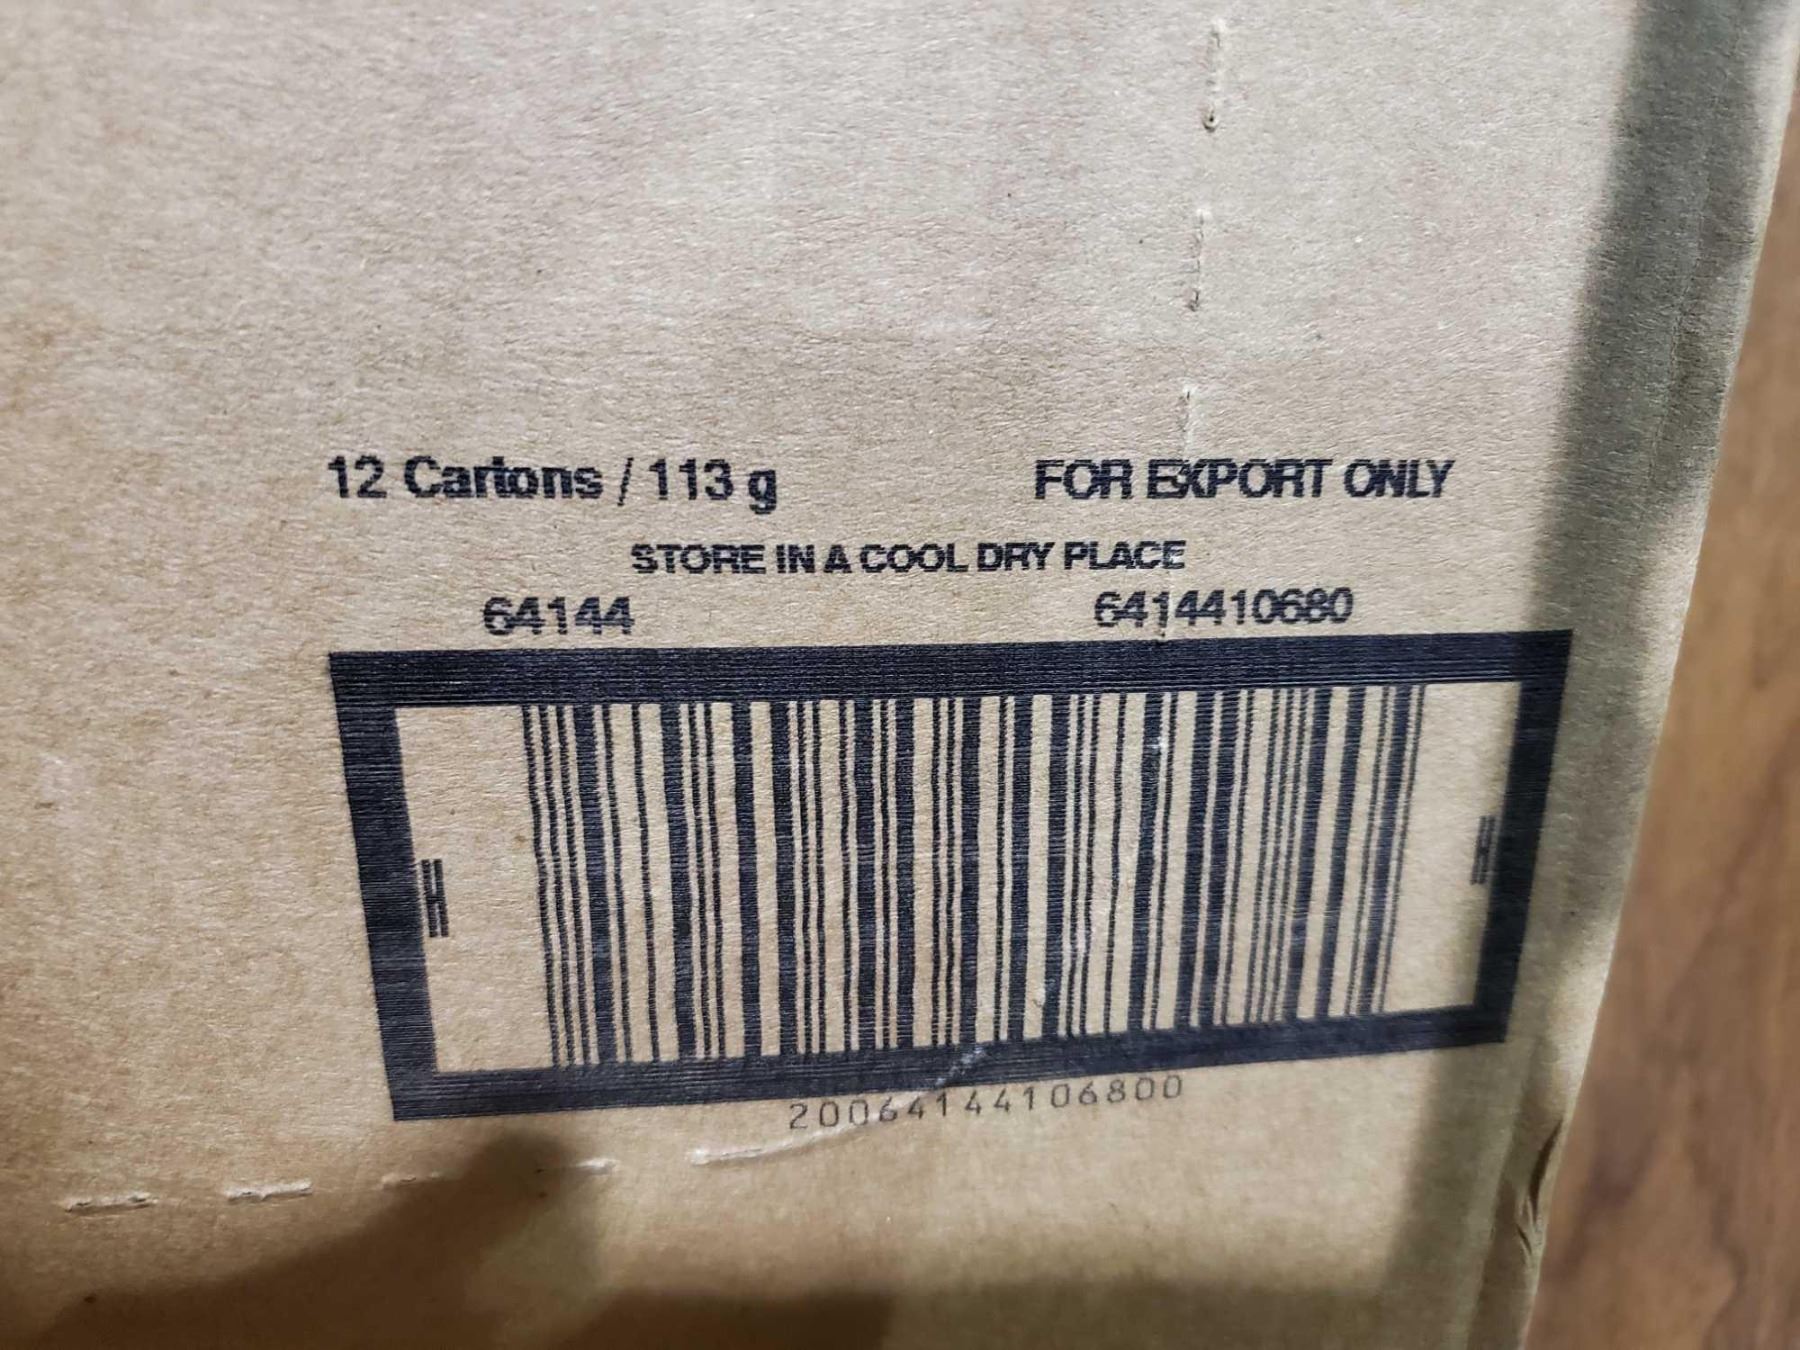 12 Cartons / 113 g FOR EXPORT ONLY
STORE IN A COOL DRY PLACE
64144 6414410680
H H
20064144106800